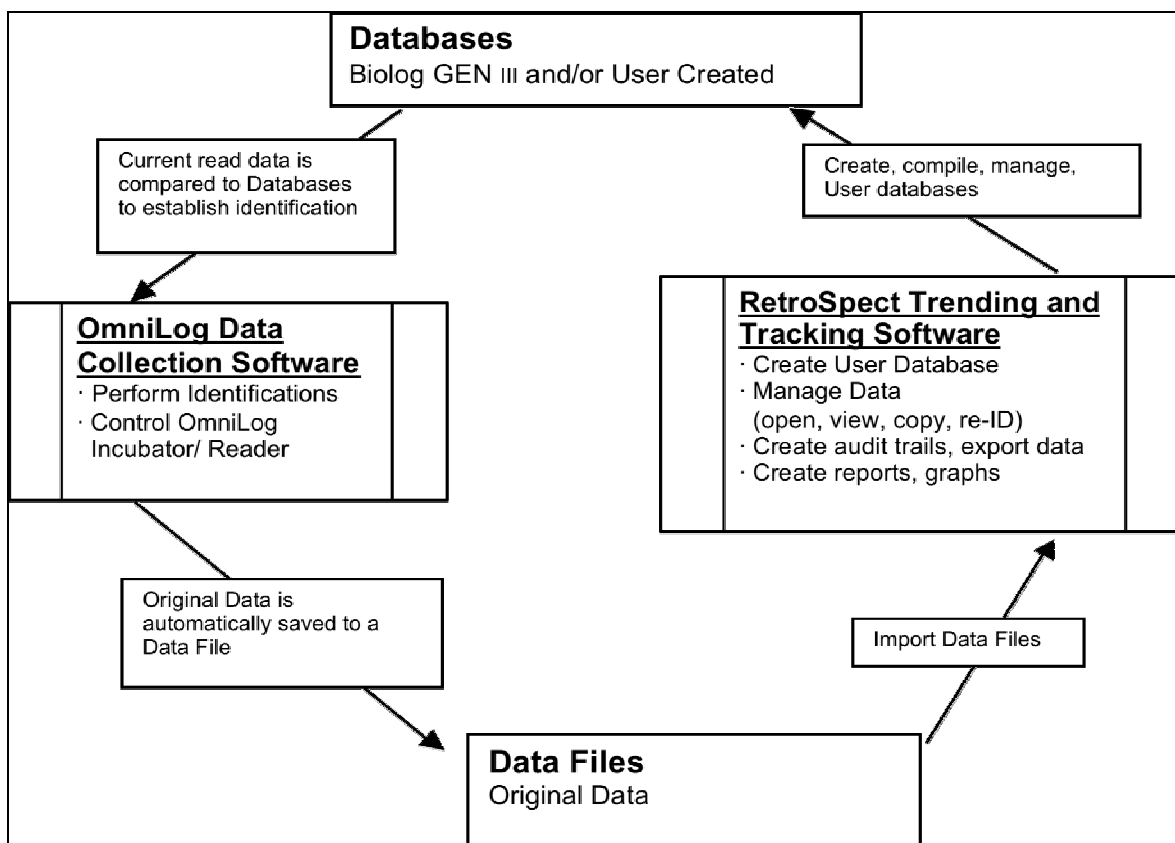 Databases
Biolog GEN III and/or User Created
Current read data is
compared to Databases
to establish identification
Create, compile, manage,
User databases
OmniLog Data
Collection Software
· Perform Identifications
· Control OmniLog
Incubator/ Reader
RetroSpect Trending and
Tracking Software
· Create User Database
· Manage Data
(open, view, copy, re-ID)
· Create audit trails, export data
· Create reports, graphs
Original Data is
automatically saved to a
Data File
Import Data Files
Data Files
Original Data